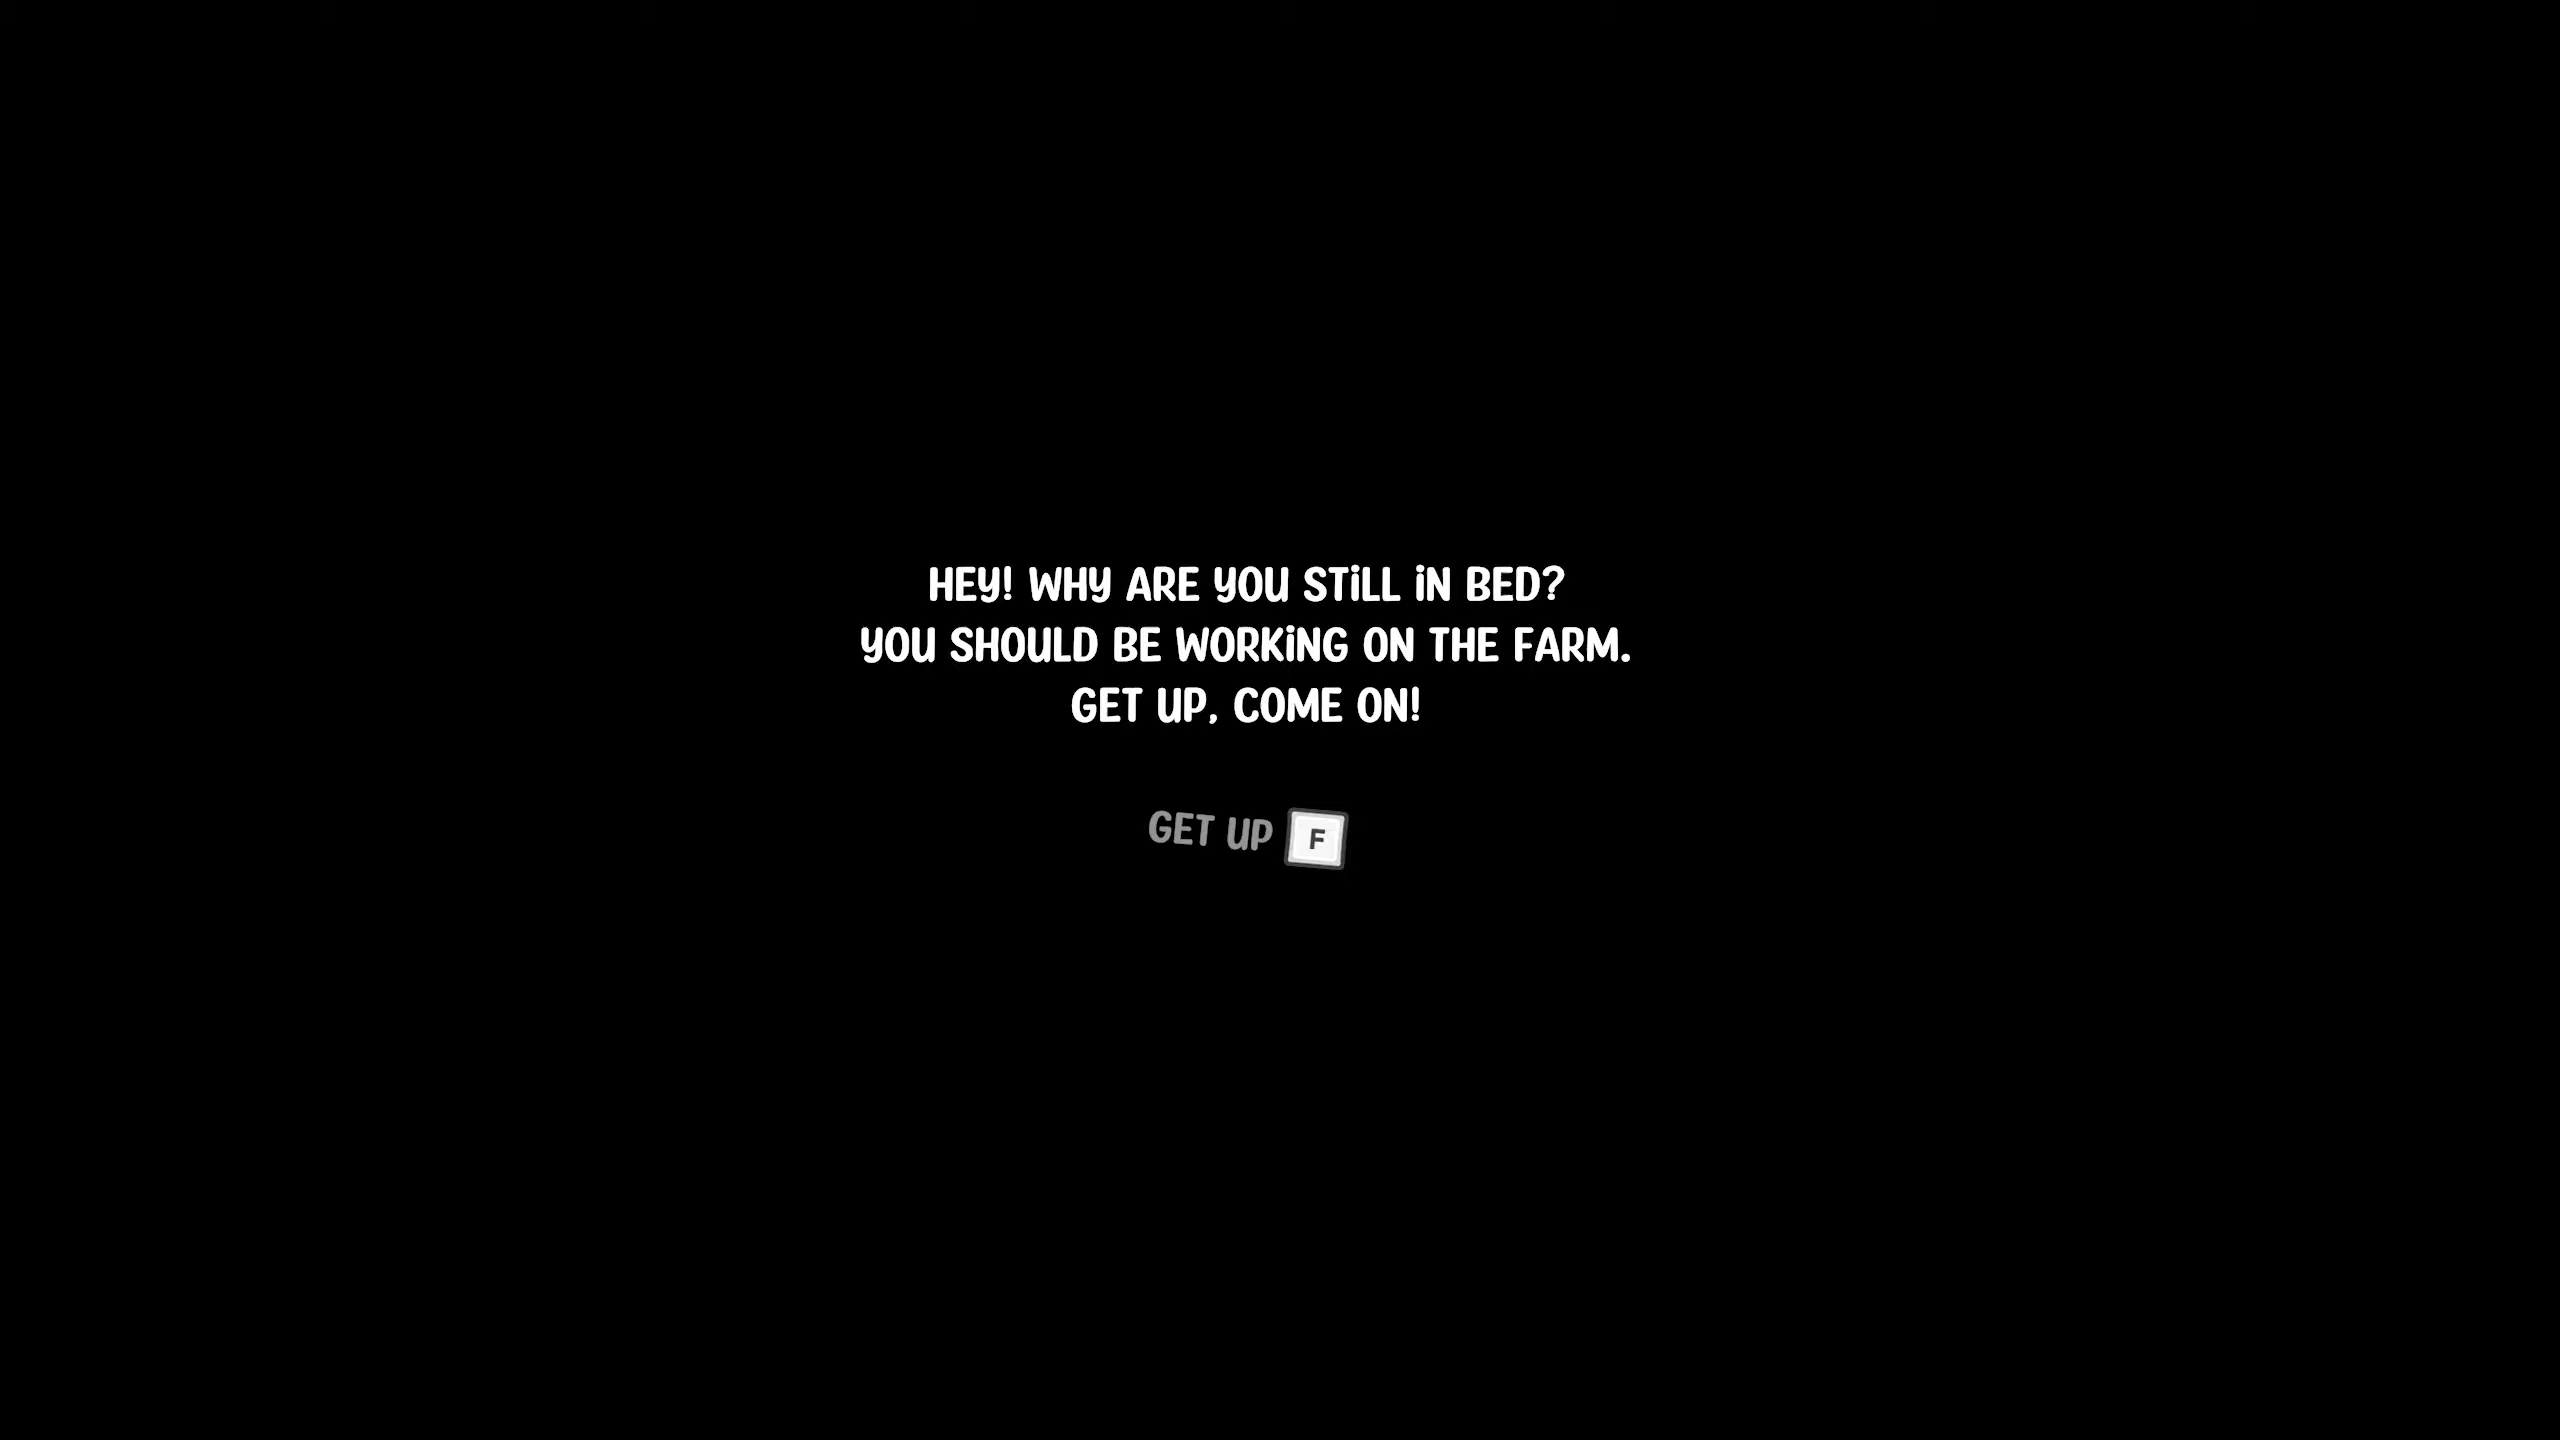 HEY! WHY ARE YOU STILL IN BED?
YOU SHOULD BE WORKING ON THE FARM.
GET UP, COME ON!
GET UP F